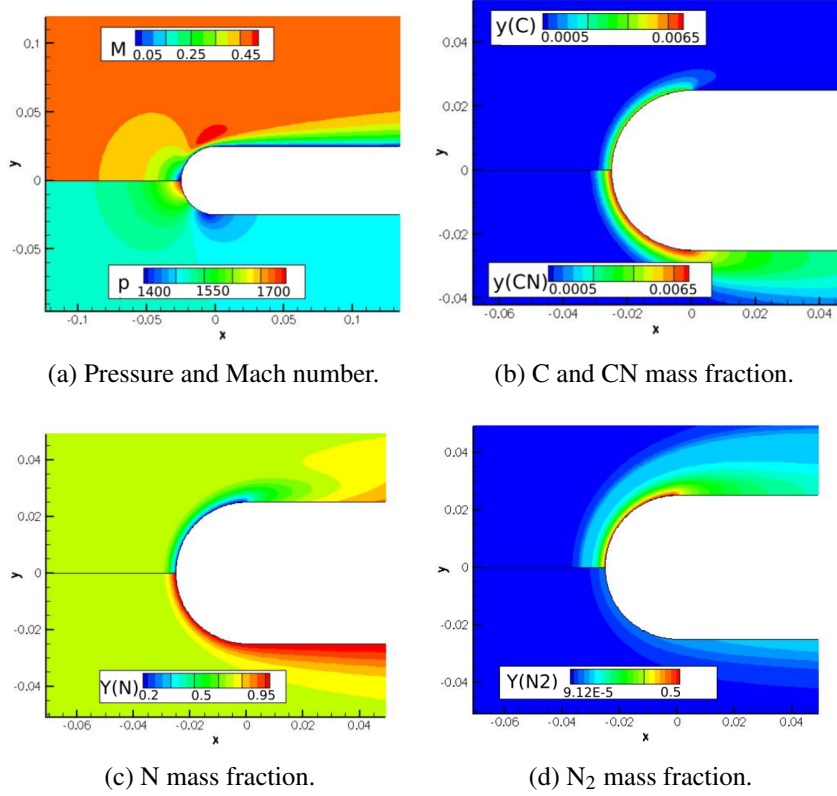 M
0.05 0.25 0.45
0.1
0.05
0
-0.05
y
p
1400 1550 1700
-0.1 -0.05 0 0.05 0.1
x
(a) Pressure and Mach number.
y(C)
0.0005 0.0065
0.04
0.02
0
-0.02
-0.04
y
y(CN)
0.0005 0.0065
-0.06 -0.04 -0.02 0 0.02 0.04
x
(b) C and CN mass fraction.
0.04
0.02
0
-0.02
-0.04
y
Y(N)
0.2 0.5 0.95
-0.06 -0.04 -0.02 0 0.02 0.04
x
(c) N mass fraction.
0.04
0.02
0
-0.02
-0.04
y
Y(N2)
9.12E-5 0.5
-0.06 -0.04 -0.02 0 0.02 0.04
x
(d) N₂ mass fraction.